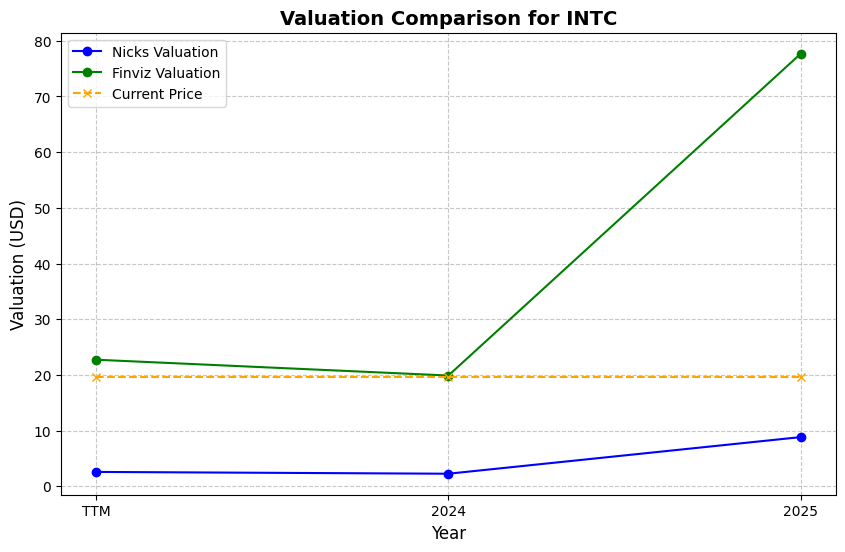 Valuation Comparison for INTC
Nicks Valuation
Finviz Valuation
Current Price
Valuation (USD)
80
70
60
50
40
30
20
10
0
TTM
2024
2025
Year